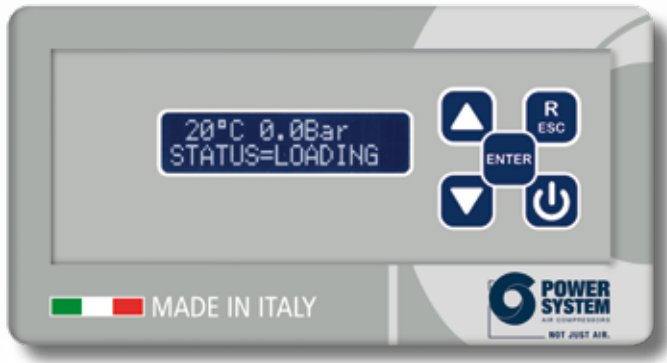 20°C 0.0Bar
STATUS=LOADING
R
ESC
ENTER
MADE IN ITALY
POWER
SYSTEM
AIR COMPRESSORS
NOT JUST AIR.